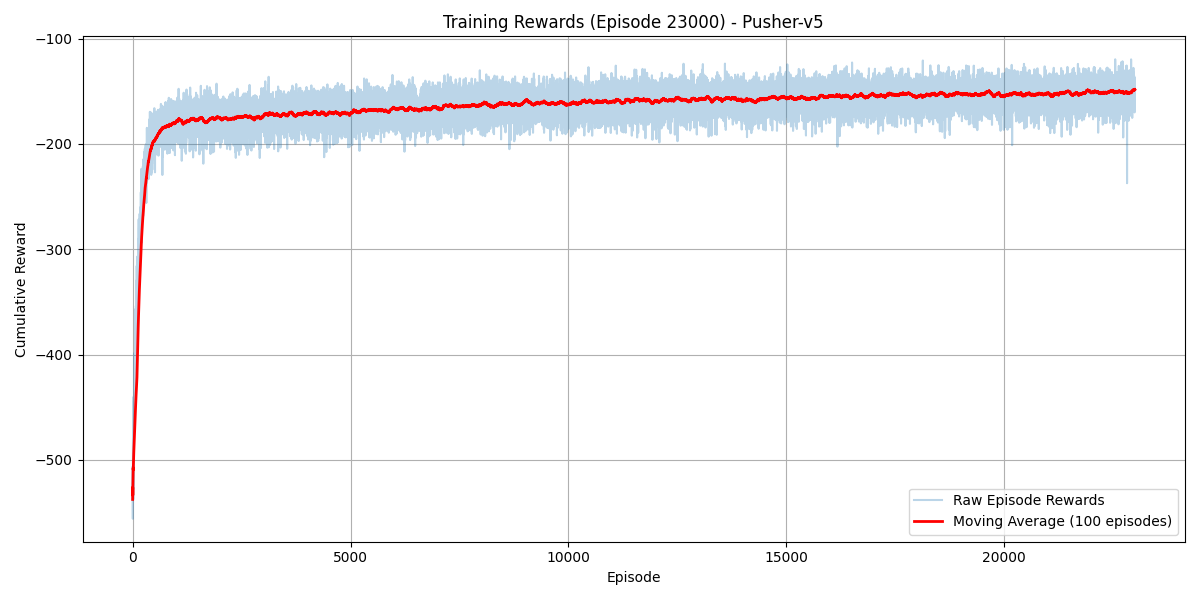 Training Rewards (Episode 23000) - Pusher-v5
−100
−200
−300
−400
−500
Cumulative Reward
0
5000
10000
15000
20000
Episode
Raw Episode Rewards
Moving Average (100 episodes)